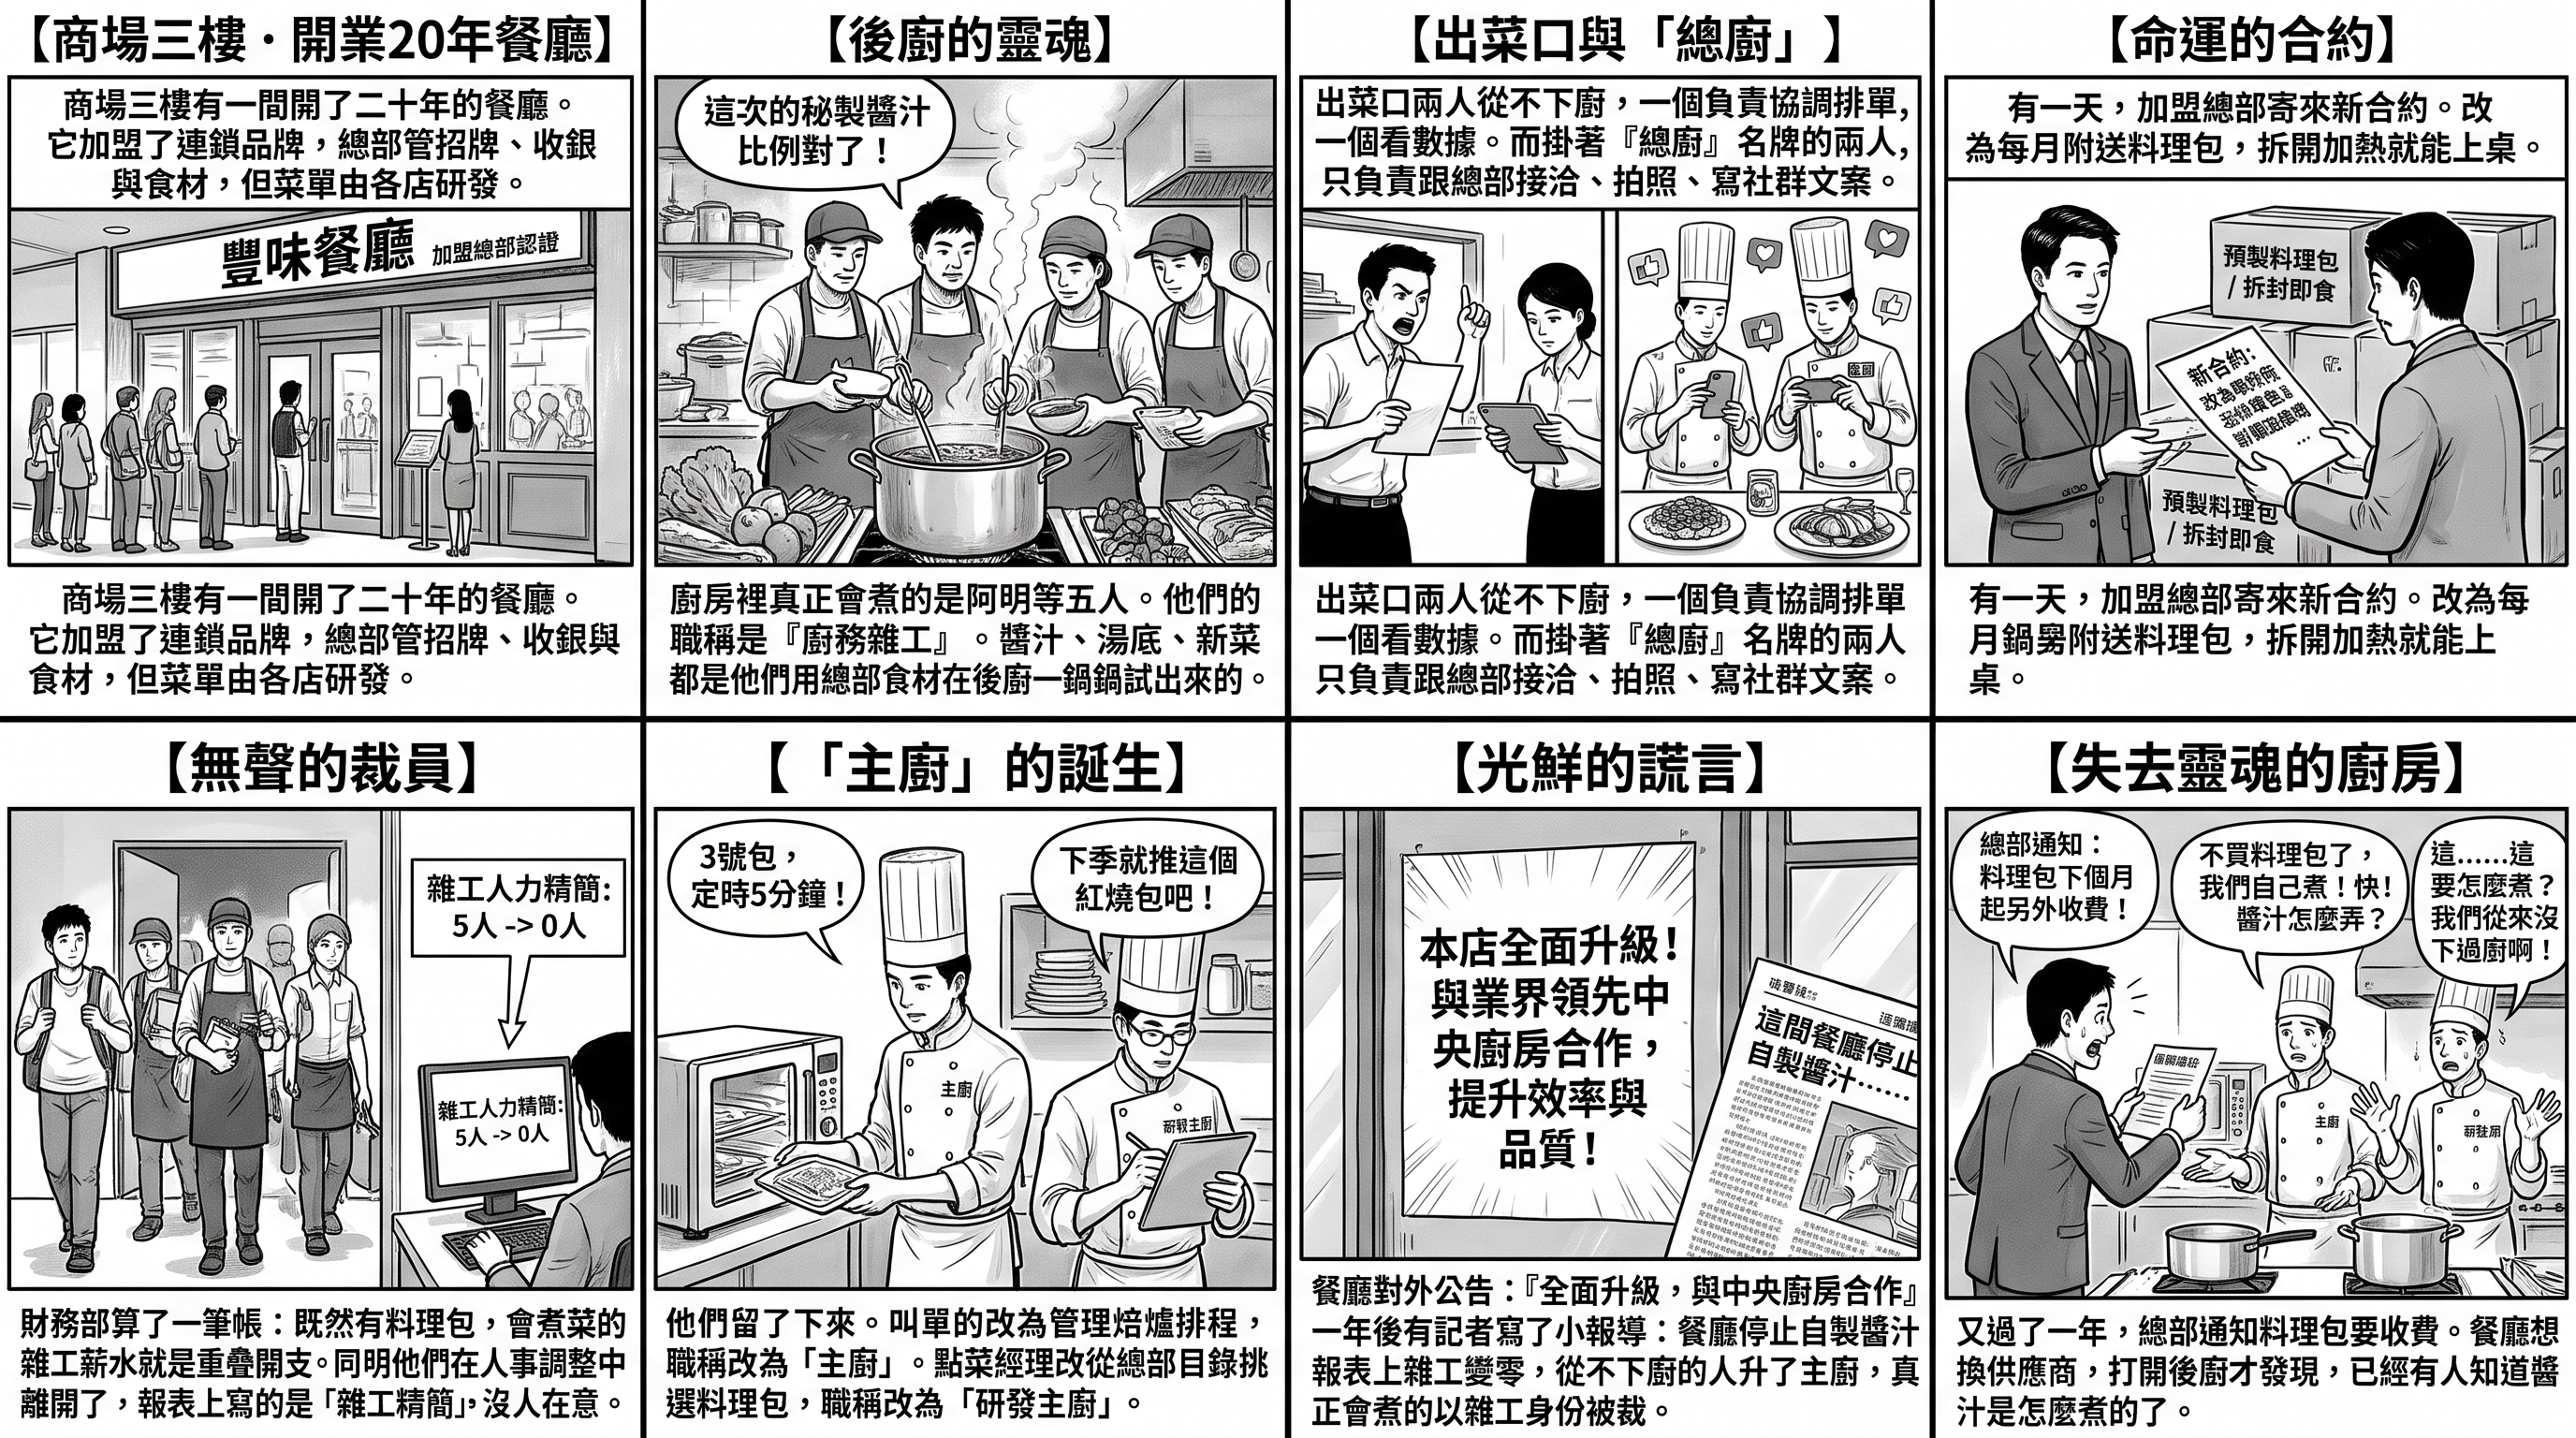 【商場三樓·開業20年餐廳】
商場三樓有一間開了二十年的餐廳。
它加盟了連鎖品牌，總部管招牌、收銀
與食材，但菜單由各店研發。
豐味餐廳 加盟總部認證
商場三樓有一間開了二十年的餐廳。
它加盟了連鎖品牌，總部管招牌、收銀與
食材，但菜單由各店研發。
【後廚的靈魂】
這次的秘製醬汁
比例對了！
廚房裡真正會煮的是阿明等五人。他們的
職稱是『廚務雜工』。醬汁、湯底、新菜
都是他們用總部食材在後廚一鍋鍋試出來的。
【出菜口與「總廚」】
出菜口兩人從不下廚，一個負責協調排單，
一個看數據。而掛著『總廚』名牌的兩人，
只負責跟總部接洽、拍照、寫社群文案。
出菜口兩人從不下廚，一個負責協調排單
一個看數據。而掛著『總廚』名牌的兩人
只負責跟總部接洽、拍照、寫社群文案。
【命運的合約】
有一天，加盟總部寄來新合約。改
為每月附送料理包，拆開加熱就能上桌。
預製料理包
/ 拆封即食
新合約：
改為
...
預製料理包
/ 拆封即食
有一天，加盟總部寄來新合約。改為每
月鍋附送料理包，拆開加熱就能上
桌。
【無聲的裁員】
雜工人力精簡：
5人 -> 0人
雜工人力精簡：
5人 -> 0人
財務部算了一筆帳：既然有料理包，會煮菜的
雜工薪水就是重疊開支。同明他們在人事調整中
離開了，報表上寫的是「雜工精簡」，沒人在意。
【「主廚」的誕生】
3號包，
定時5分鐘！
下季就推這個
紅燒包吧！
主廚
主廚
他們留了下來。叫單的改為管理焙爐排程，
職稱改為「主廚」。點菜經理改從總部目錄挑
選料理包，職稱改為「研發主廚」。
【光鮮的謊言】
本店全面升級！
與業界領先中
央廚房合作，
提升效率與
品質！
這間餐廳停止
自製醬汁……
餐廳對外公告：『全面升級，與中央廚房合作』
一年後有記者寫了小報導：餐廳停止自製醬汁
報表上雜工變零，從不下廚的人升了主廚，真
正會煮的以雜工身份被裁。
【失去靈魂的廚房】
總部通知：
料理包下個月
起另外收費！
不買料理包了，
我們自己煮！快！
醬汁怎麼弄？
這……這
要怎麼煮？
我們從來沒
下過廚啊！
主廚
又過了一年，總部通知料理包要收費。餐廳想
換供應商，打開後廚才發現，已經有人知道醬
汁是怎麼煮的了。